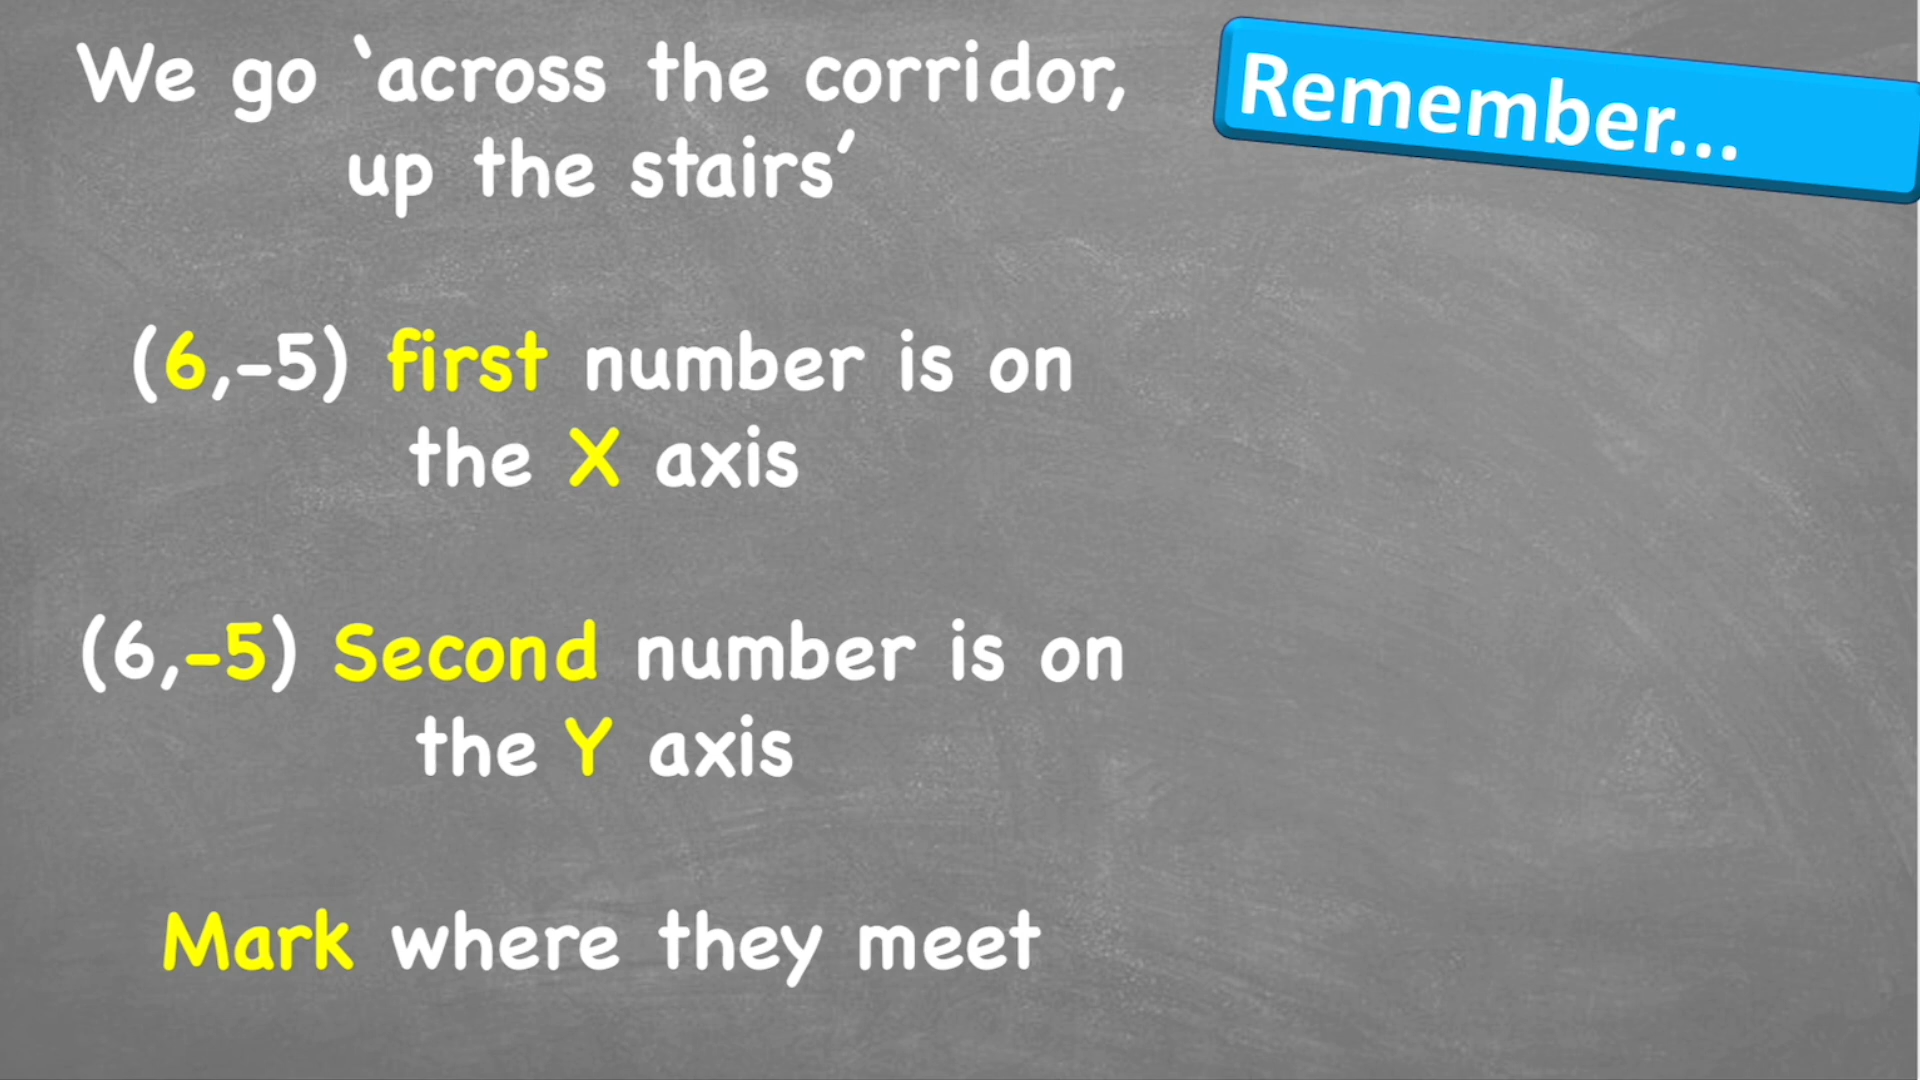 We go ‘across the corridor,
up the stairs’
Remember...
(6,-5) first number is on
the X axis
(6,-5) Second number is on
the Y axis
Mark where they meet